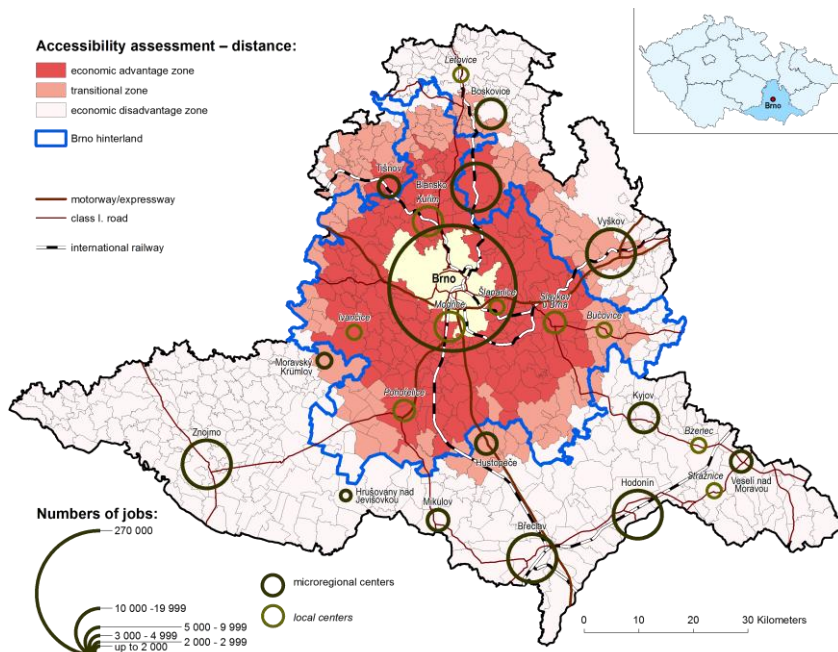 Accessibility assessment – distance:
economic advantage zone
transitional zone
economic disadvantage zone
Brno hinterland
motorway/expressway
class I. road
international railway
Brno
Letovice
Boskovice
Tišnov
Blansko
Kuřim
Vyškov
Brno
Šlapanice
Modřice
Slavkov
u Brna
Bučovice
Ivančice
Moravský
Krumlov
Pohořelice
Kyjov
Znojmo
Bzenec
Hustopeče
Hodonín
Strážnice
Veselí nad
Moravou
Hrušovany nad
Jevišovkou
Mikulov
Břeclav
Numbers of jobs:
270 000
10 000 -19 999
5 000 - 9 999
3 000 - 4 999
2 000 - 2 999
up to 2 000
microregional centers
local centers
0 5 10 20 30 Kilometers